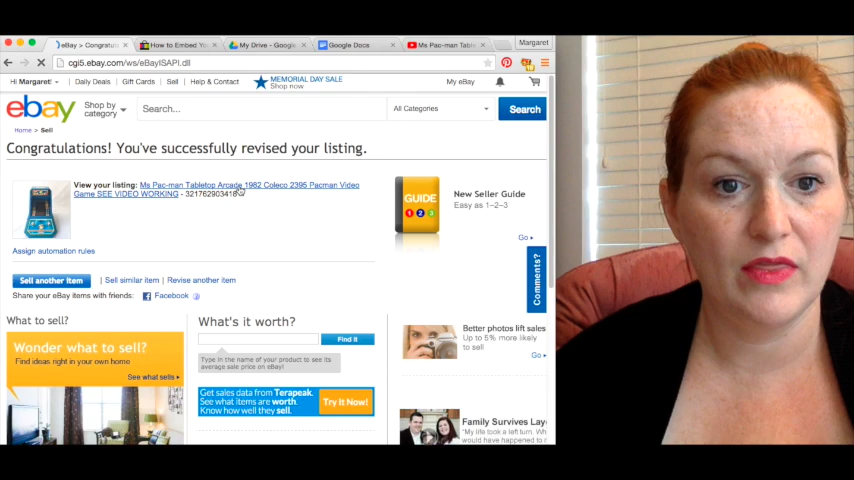 eBay > Congratul
How to Embed You
My Drive - Google
Google Docs
Ms Pac-man Table
Margaret
cgi5.ebay.com/ws/eBayISAPI.dll
Hi Margaret!
Daily Deals
Gift Cards
Sell
Help & Contact
MEMORIAL DAY SALE
Shop now
My eBay
ebay
Shop by
category
Search...
All Categories
Search
Home > Sell
Congratulations! You've successfully revised your listing.
View your listing: Ms Pac-man Tabletop Arcade 1982 Coleco 2395 Pacman Video
Game SEE VIDEO WORKING - 321762903418
Assign automation rules
GUIDE
1 2 3
New Seller Guide
Easy as 1–2–3
Go
Comments?
Sell another item | Sell similar item | Revise another item
Share your eBay items with friends: Facebook
What to sell?
Wonder what to sell?
Find ideas right in your own home
See what sells
What's it worth?
Find it
Type in the name of your product to see its
average sale price on eBay!
Get sales data from Terapeak.
See what items are worth.
Know how well they sell.
Try It Now!
Better photos lift sales
Up to 5% more likely
to sell
Go
Family Survives Layo
"My life took a left turn. Wh
would have happened to m